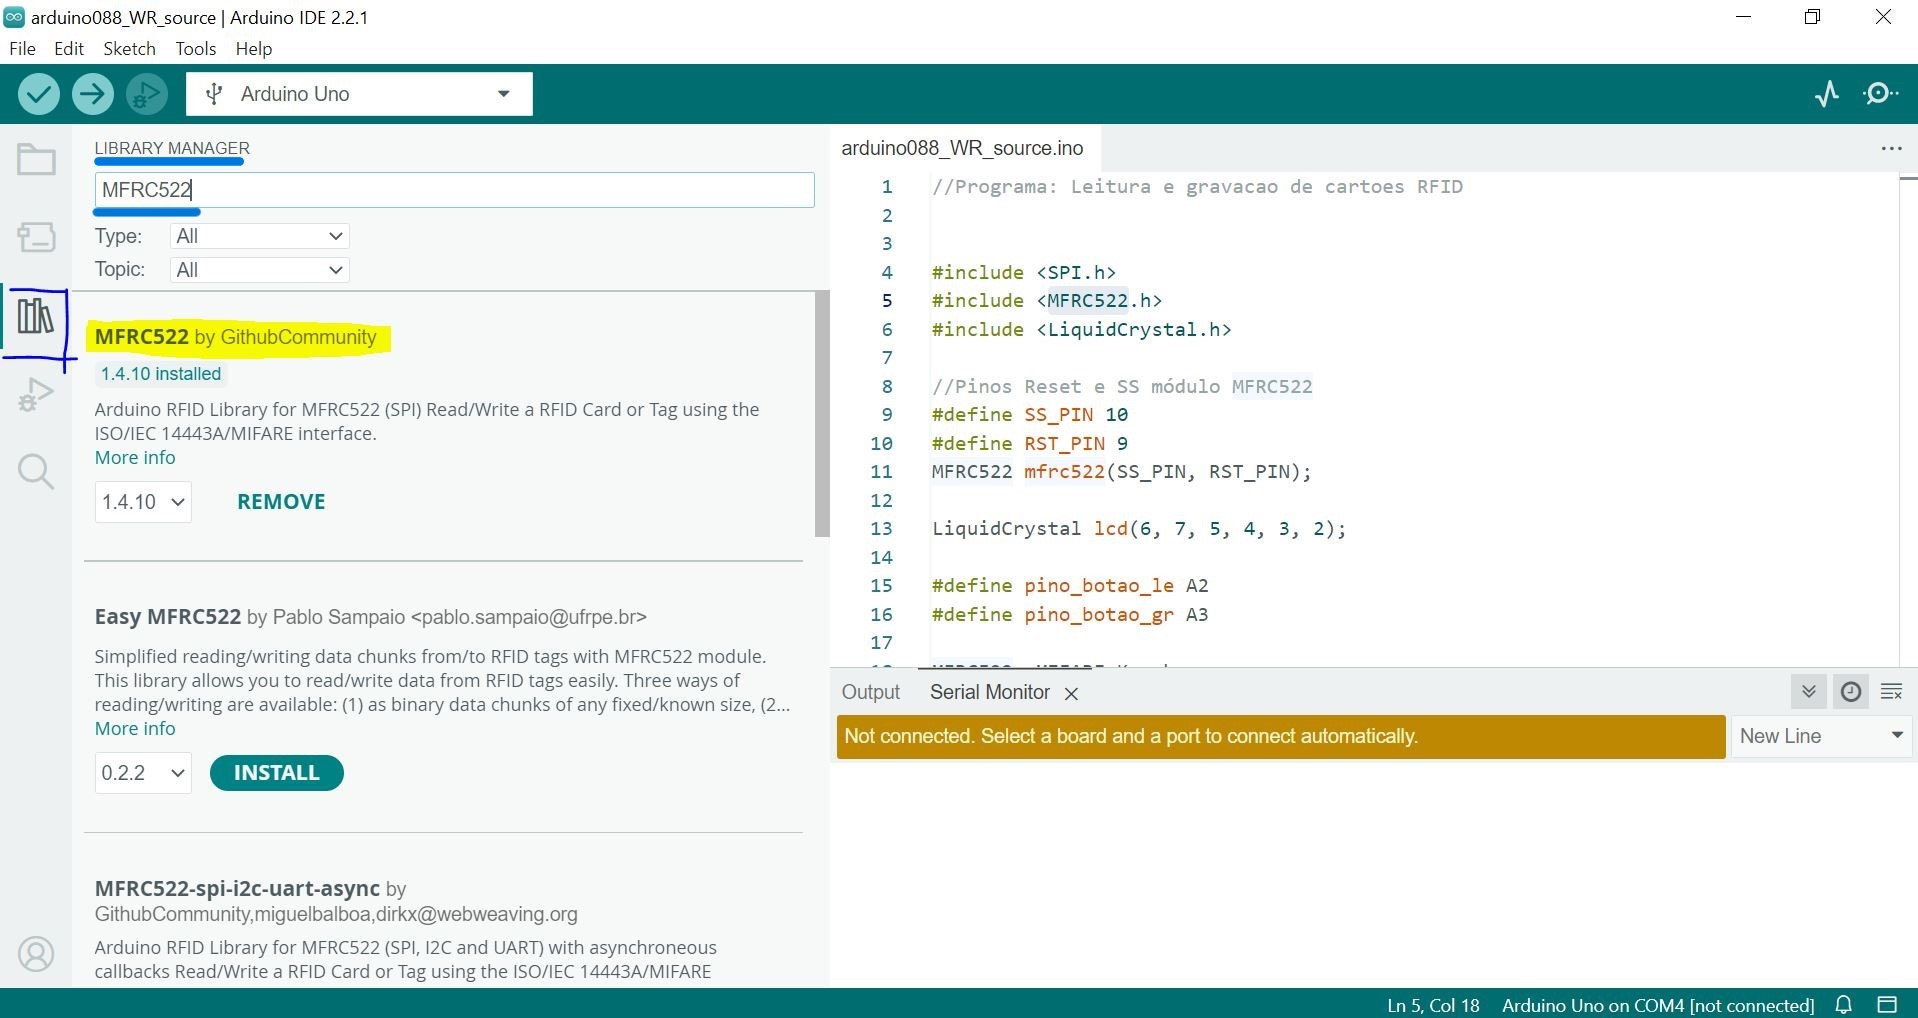 arduino088_WR_source | Arduino IDE 2.2.1
File Edit Sketch Tools Help
Arduino Uno
LIBRARY MANAGER
MFRC522
Type: All
Topic: All
MFRC522 by GithubCommunity
1.4.10 installed
Arduino RFID Library for MFRC522 (SPI) Read/Write a RFID Card or Tag using the
ISO/IEC 14443A/MIFARE interface.
More info
1.4.10 REMOVE
Easy MFRC522 by Pablo Sampaio <pablo.sampaio@ufrpe.br>
Simplified reading/writing data chunks from/to RFID tags with MFRC522 module.
This library allows you to read/write data from RFID tags easily. Three ways of
reading/writing are available: (1) as binary data chunks of any fixed/known size, (2...
More info
0.2.2 INSTALL
MFRC522-spi-i2c-uart-async by
GithubCommunity,miguelbalboa,dirkx@webweaving.org
Arduino RFID Library for MFRC522 (SPI, I2C and UART) with asynchroneous
callbacks Read/Write a RFID Card or Tag using the ISO/IEC 14443A/MIFARE
arduino088_WR_source.ino
1 //Programa: Leitura e gravacao de cartoes RFID
2
3
4 #include <SPI.h>
5 #include <MFRC522.h>
6 #include <LiquidCrystal.h>
7
8 //Pinos Reset e SS módulo MFRC522
9 #define SS_PIN 10
10 #define RST_PIN 9
11 MFRC522 mfrc522(SS_PIN, RST_PIN);
12
13 LiquidCrystal lcd(6, 7, 5, 4, 3, 2);
14
15 #define pino_botao_le A2
16 #define pino_botao_gr A3
17
Output Serial Monitor
Not connected. Select a board and a port to connect automatically.
New Line
Ln 5, Col 18 Arduino Uno on COM4 [not connected]